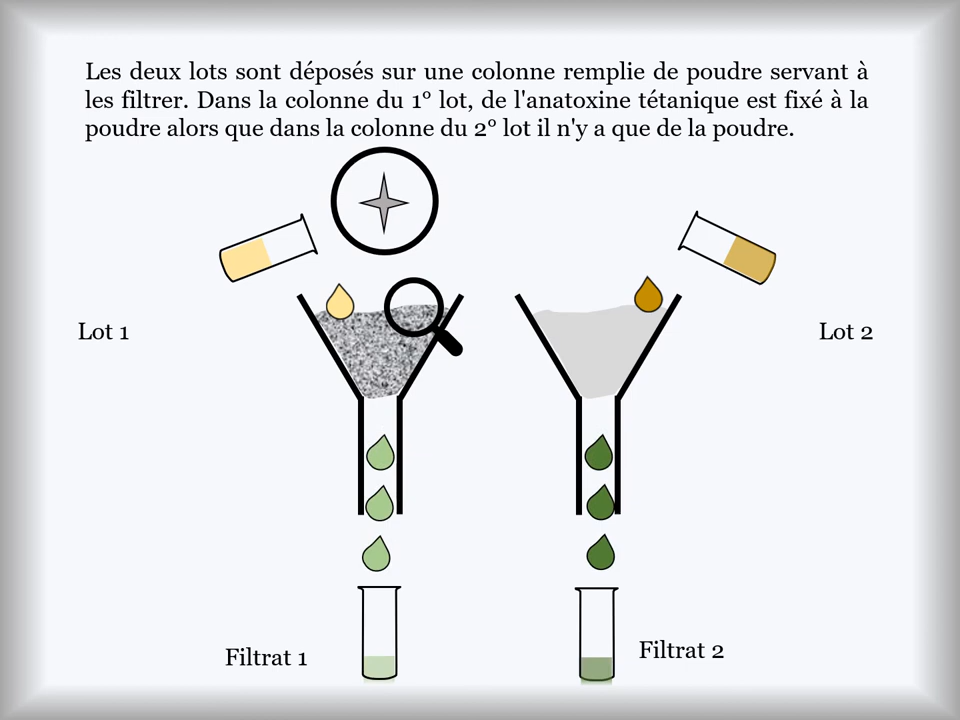 Les deux lots sont déposés sur une colonne remplie de poudre servant à
les filtrer. Dans la colonne du 1° lot, de l'anatoxine tétanique est fixé à la
poudre alors que dans la colonne du 2° lot il n'y a que de la poudre.
Lot 1
Lot 2
Filtrat 1
Filtrat 2